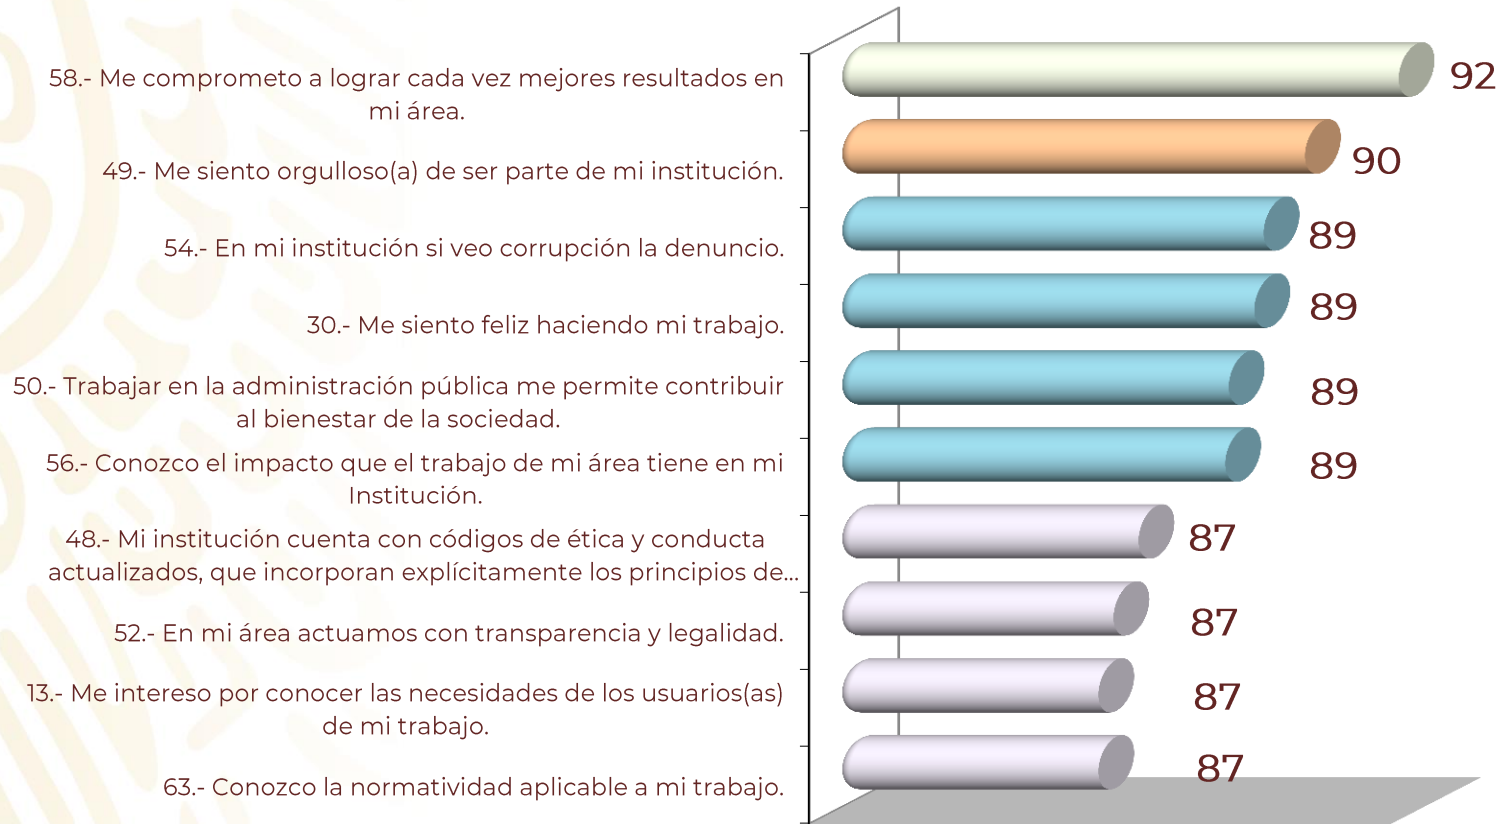 58.- Me comprometo a lograr cada vez mejores resultados en
mi área.
92
49.- Me siento orgulloso(a) de ser parte de mi institución.
90
54.- En mi institución si veo corrupción la denuncio.
89
30.- Me siento feliz haciendo mi trabajo.
89
50.- Trabajar en la administración pública me permite contribuir
al bienestar de la sociedad.
89
56.- Conozco el impacto que el trabajo de mi área tiene en mi
Institución.
89
48.- Mi institución cuenta con códigos de ética y conducta
actualizados, que incorporan explícitamente los principios de...
87
52.- En mi área actuamos con transparencia y legalidad.
87
13.- Me intereso por conocer las necesidades de los usuarios(as)
de mi trabajo.
87
63.- Conozco la normatividad aplicable a mi trabajo.
87